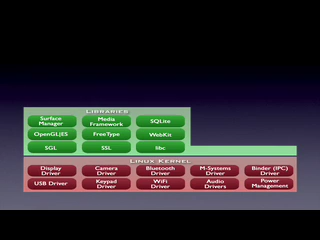 LIBRARIES
Surface Manager
Media Framework
SQLite
OpenGL|ES
FreeType
WebKit
SGL
SSL
libc
LINUX KERNEL
Display Driver
Camera Driver
Bluetooth Driver
M-Systems Driver
Binder (IPC) Driver
USB Driver
Keypad Driver
WiFi Driver
Audio Drivers
Power Management